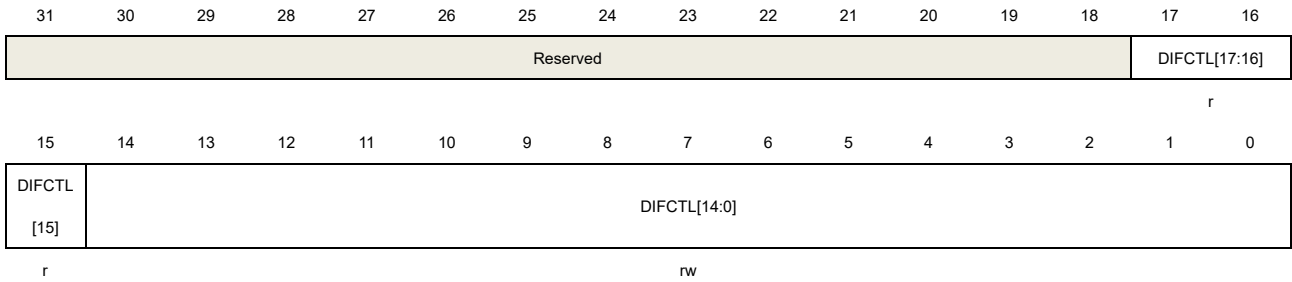 31 30 29 28 27 26 25 24 23 22 21 20 19 18 17 16
Reserved DIFCTL[17:16]
r
15 14 13 12 11 10 9 8 7 6 5 4 3 2 1 0
DIFCTL
[15]
DIFCTL[14:0]
r rw